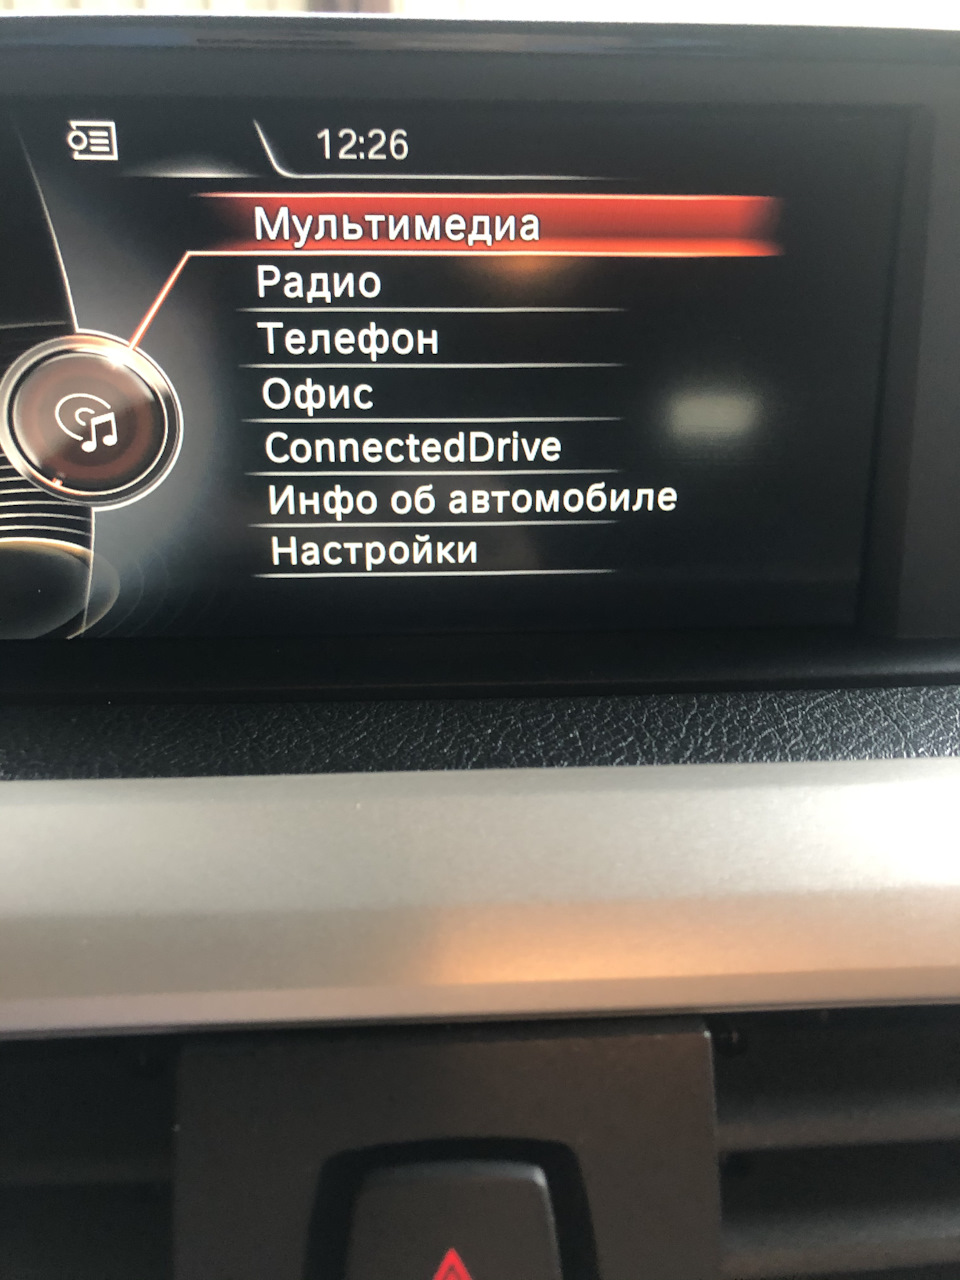 12:26
Мультимедиа
Радио
Телефон
Офис
ConnectedDrive
Инфо об автомобиле
Настройки